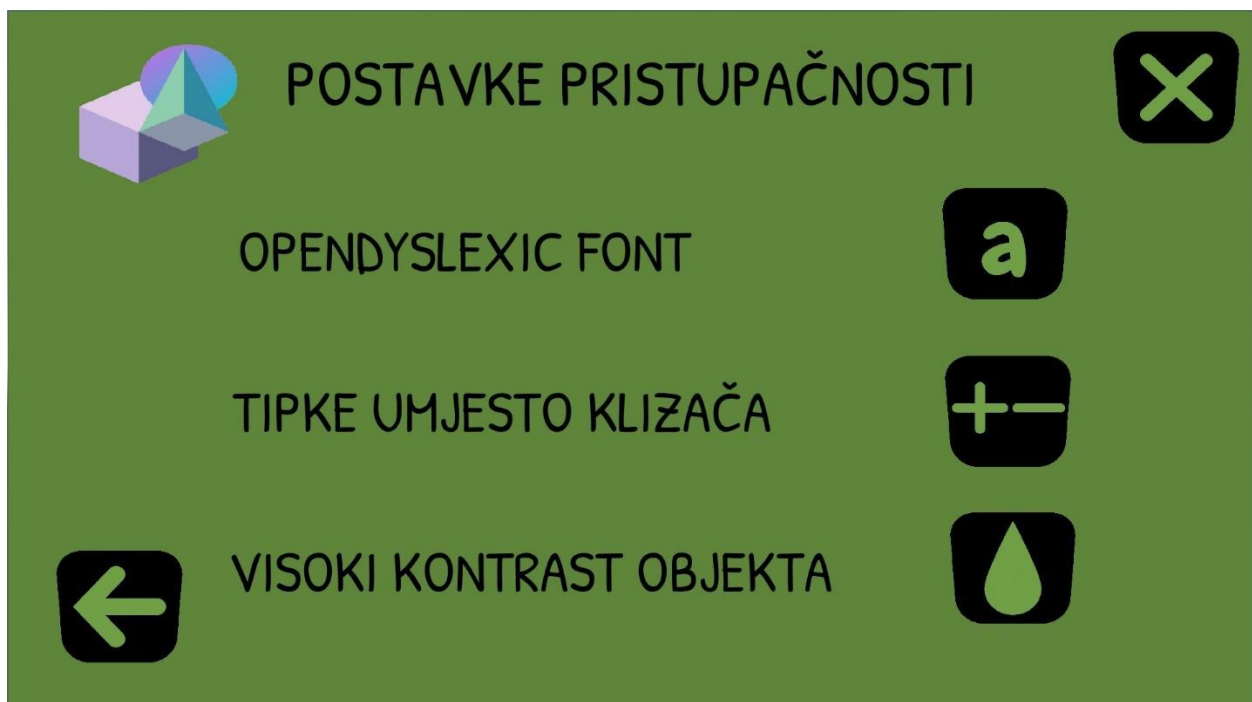 POSTAVKE PRISTUPAČNOSTI
OPENDYSLEXIC FONT
a
TIPKE UMJESTO KLIZAČA
+-
VISOKI KONTRAST OBJEKTA